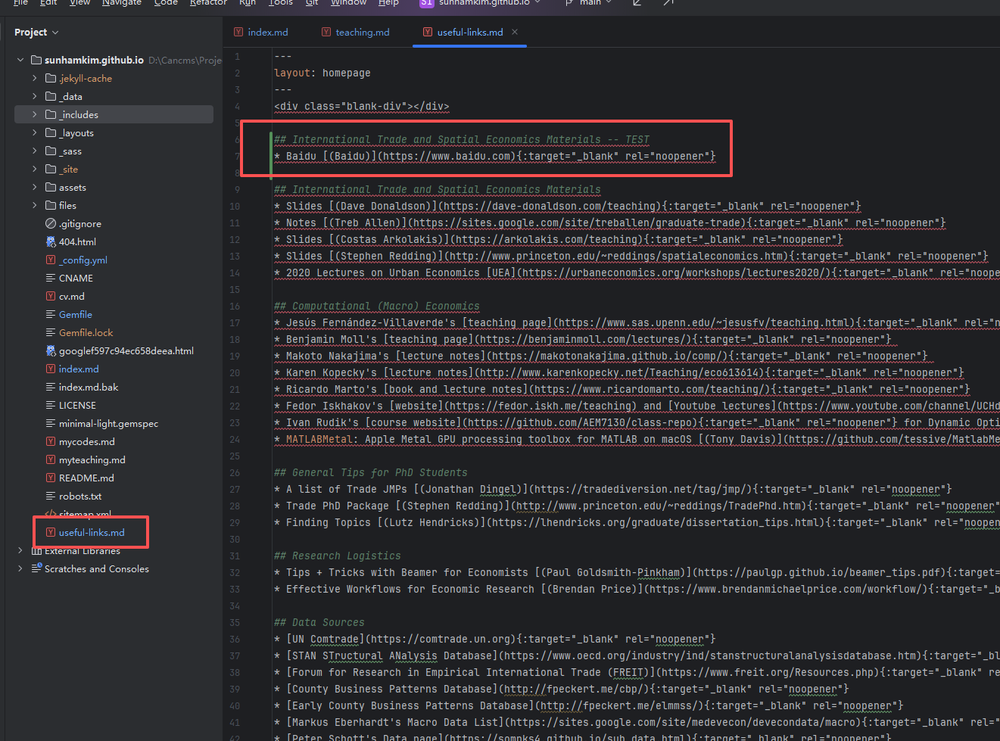 File Edit View Navigate Code Refactor Run Tools Git Window Help SI sunhamkim.github.io main
Project
index.md
teaching.md
useful-links.md
sunhamkim.github.io D:\Cancms\Proje
.jekyll-cache
_data
_includes
_layouts
_sass
_site
assets
files
.gitignore
404.html
_config.yml
CNAME
cv.md
Gemfile
Gemfile.lock
googlef597c94ec658deea.html
index.md
index.md.bak
LICENSE
minimal-light.gemspec
mycodes.md
myteaching.md
README.md
robots.txt
sitemap.xml
useful-links.md
External Libraries
Scratches and Consoles
1 ---
2 layout: homepage
3 ---
4 <div class="blank-div"></div>
5
6 ## International Trade and Spatial Economics Materials -- TEST
7 * Baidu [(Baidu)](https://www.baidu.com){:target="_blank" rel="noopener"}
8
9 ## International Trade and Spatial Economics Materials
10 * Slides [(Dave Donaldson)](https://dave-donaldson.com/teaching){:target="_blank" rel="noopener"}
11 * Notes [(Treb Allen)](https://sites.google.com/site/treballen/graduate-trade){:target="_blank" rel="noopener"}
12 * Slides [(Costas Arkolakis)](https://arkolakis.com/teaching){:target="_blank" rel="noopener"}
13 * Slides [(Stephen Redding)](http://www.princeton.edu/~reddings/spatialeconomics.htm){:target="_blank" rel="noopener"}
14 * 2020 Lectures on Urban Economics [UEA](https://urbaneconomics.org/workshops/lectures2020/){:target="_blank" rel="noope
15
16 ## Computational (Macro) Economics
17 * Jesús Fernández-Villaverde's [teaching page](https://www.sas.upenn.edu/~jesusfv/teaching.html){:target="_blank" rel="n
18 * Benjamin Moll's [teaching page](https://benjaminmoll.com/lectures/){:target="_blank" rel="noopener"}
19 * Makoto Nakajima's [lecture notes](https://makotonakajima.github.io/comp/){:target="_blank" rel="noopener"}
20 * Karen Kopecky's [lecture notes](http://www.karenkopecky.net/Teaching/eco613614){:target="_blank" rel="noopener"}
21 * Ricardo Marto's [book and lecture notes](https://www.ricardomarto.com/teaching/){:target="_blank" rel="noopener"}
22 * Fedor Iskhakov's [website](https://fedor.iskh.me/teaching) and [Youtube lectures](https://www.youtube.com/channel/UCHd
23 * Ivan Rudik's [course website](https://github.com/AEM7130/class-repo){:target="_blank" rel="noopener"} for Dynamic Opti
24 * MATLABMetal: Apple Metal GPU processing toolbox for MATLAB on macOS [(Tony Davis)](https://github.com/tessive/MatlabMe
25
26 ## General Tips for PhD Students
27 * A list of Trade JMPs [(Jonathan Dingel)](https://tradediversion.net/tag/jmp/){:target="_blank" rel="noopener"}
28 * Trade PhD Package [(Stephen Redding)](http://www.princeton.edu/~reddings/TradePhd.htm){:target="_blank" rel="noopener"
29 * Finding Topics [(Lutz Hendricks)](https://lhendricks.org/graduate/dissertation_tips.html){:target="_blank" rel="noopen
30
31 ## Research Logistics
32 * Tips + Tricks with Beamer for Economists [(Paul Goldsmith-Pinkham)](https://paulgp.github.io/beamer_tips.pdf){:target=
33 * Effective Workflows for Economic Research [(Brendan Price)](https://www.brendanmichaelprice.com/workflow/){:target="_b
34
35 ## Data Sources
36 * [UN Comtrade](https://comtrade.un.org){:target="_blank" rel="noopener"}
37 * [STAN STructural ANalysis Database](https://www.oecd.org/industry/ind/stanstructuralanalysisdatabase.htm){:target="_bl
38 * [Forum for Research in Empirical International Trade (FREIT)](https://www.freit.org/Resources.php){:target="_blank" re
39 * [County Business Patterns Database](http://fpeckert.me/cbp/){:target="_blank" rel="noopener"}
40 * [Early County Business Patterns Database](http://fpeckert.me/elmmss/){:target="_blank" rel="noopener"}
41 * [Markus Eberhardt's Macro Data List](https://sites.google.com/site/medevecon/devecondata/macro){:target="_blank" rel="
42 * [Peter Schott's Data page](https://sompks4.github.io/sub_data.html){:target="_blank" rel="noopener"}